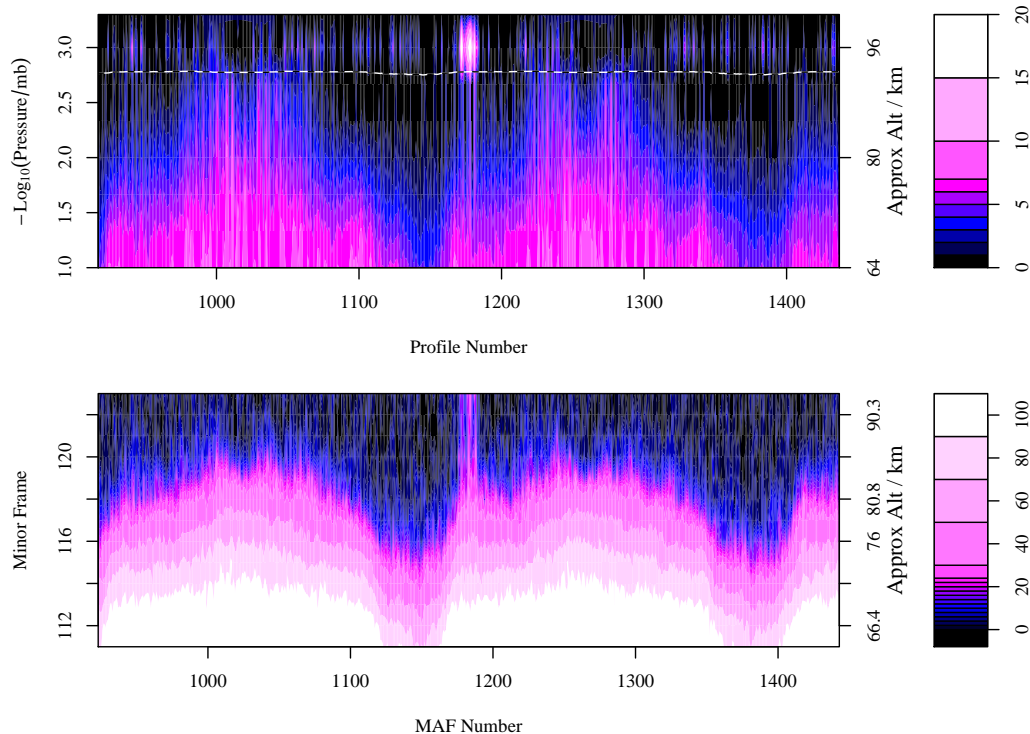 1.0 1.5 2.0 2.5 3.0
−Log₁₀(Pressure/mb)
1000 1100 1200 1300 1400
Profile Number
64 80 96
Approx Alt / km
0 5 10 15 20
112 116 120
Minor Frame
1000 1100 1200 1300 1400
MAF Number
66.4 76 80.8 90.3
Approx Alt / km
0 20 40 60 80 100